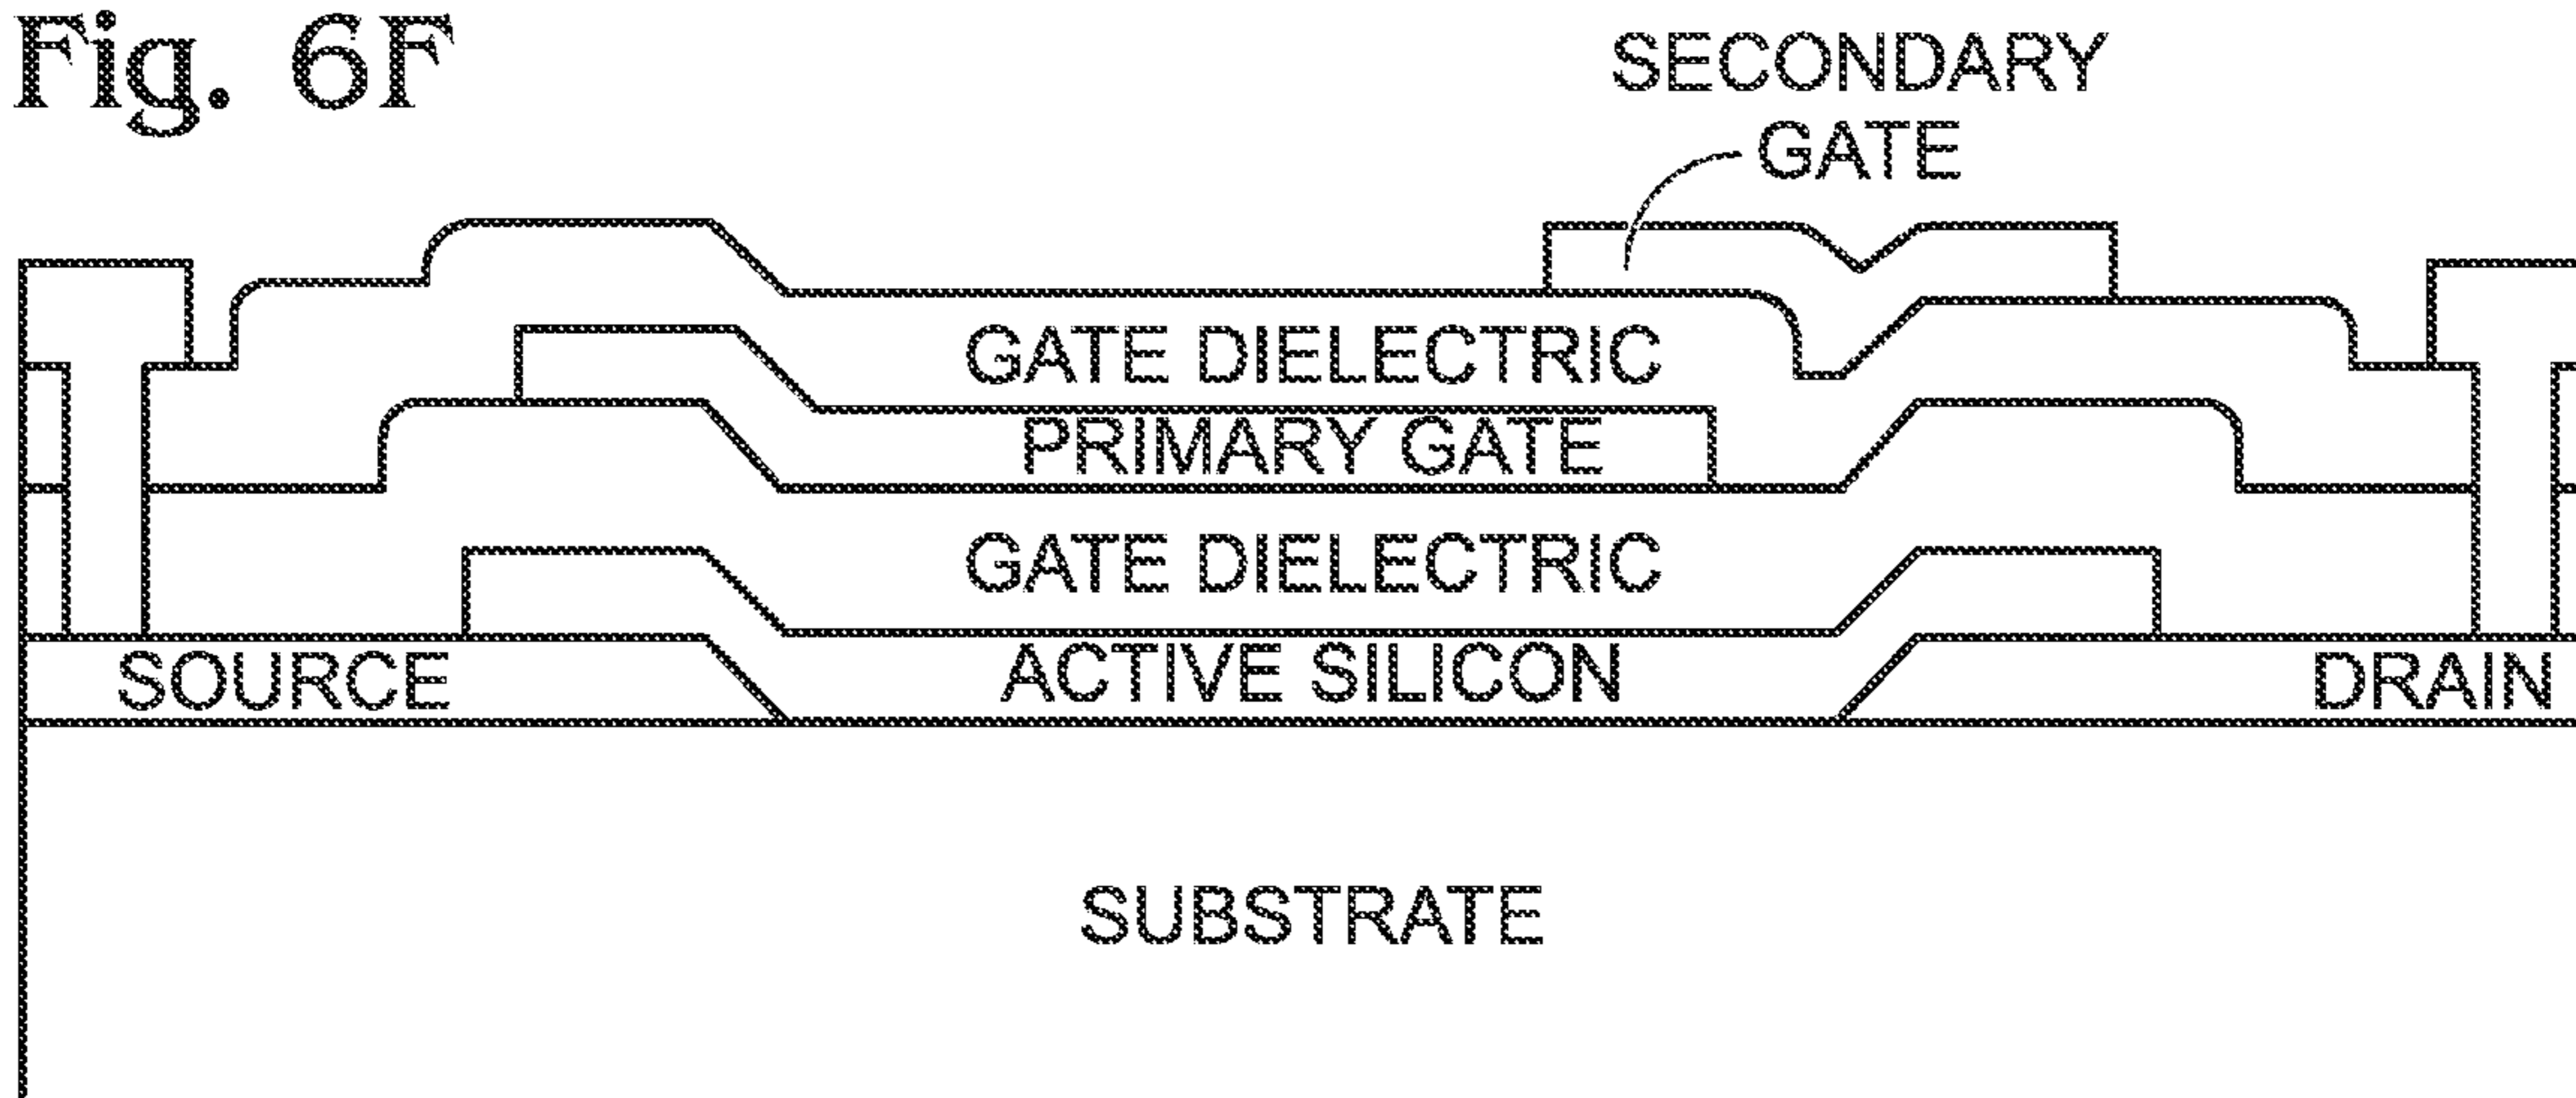 Fig. 6F
SECONDARY
GATE
GATE DIELECTRIC
PRIMARY GATE
GATE DIELECTRIC
SOURCE
ACTIVE SILICON
DRAIN
SUBSTRATE